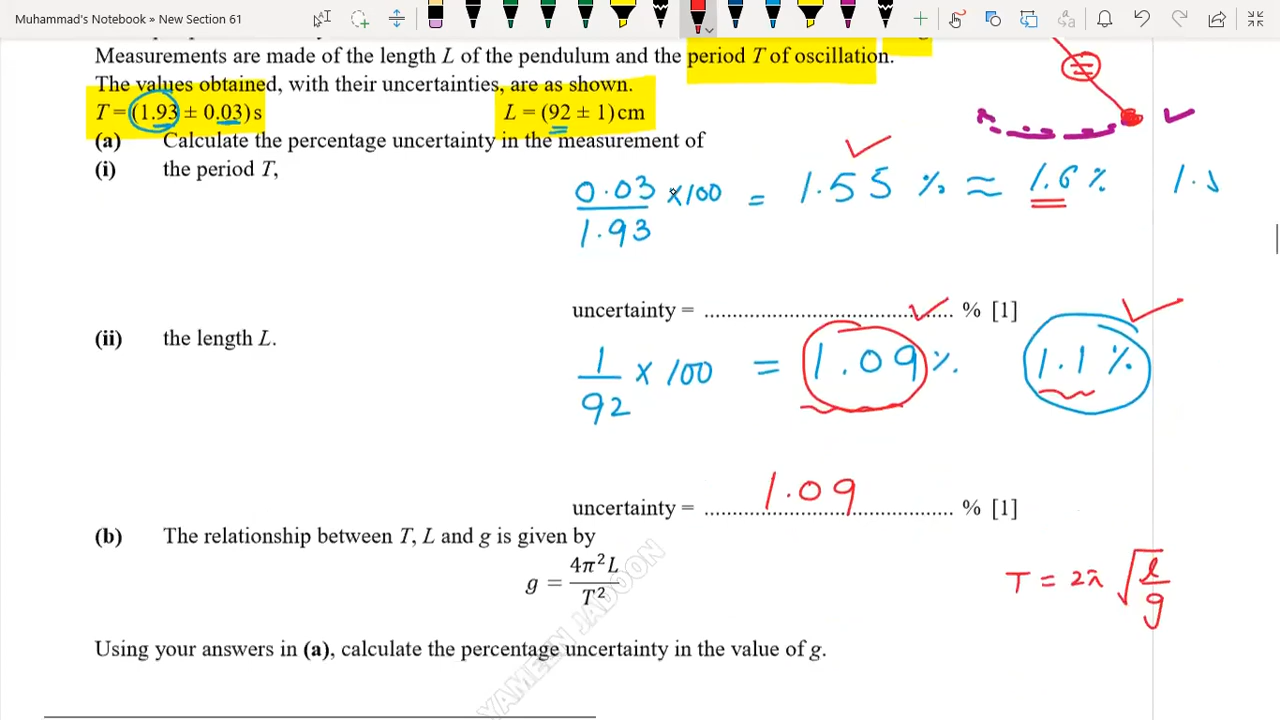 Muhammad's Notebook » New Section 61
Measurements are made of the length L of the pendulum and the period T of oscillation.
The values obtained, with their uncertainties, are as shown.
T = (1.93 ± 0.03) s L = (92 ± 1) cm
(a) Calculate the percentage uncertainty in the measurement of
(i) the period T,
0.03/1.93 × 100 = 1.55 % ≈ 1.6 %
uncertainty = .................................................. % [1]
(ii) the length L.
1/92 × 100 = 1.09 % 1.1 %
1.09
uncertainty = .................................................. % [1]
(b) The relationship between T, L and g is given by
g = 4π²L/T²
T = 2π √(l/g)
Using your answers in (a), calculate the percentage uncertainty in the value of g.
YAMEEN JADOON